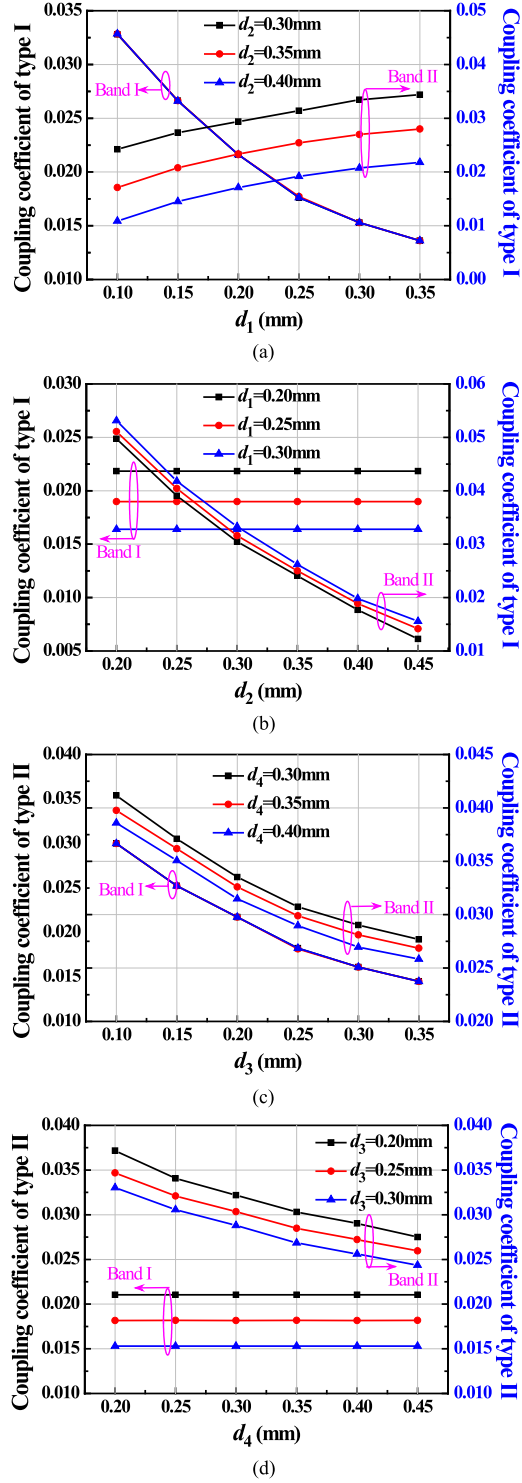 0.035
0.030
0.025
0.020
0.015
0.010
Coupling coefficient of type I
d2=0.30mm
d2=0.35mm
d2=0.40mm
Band I
Band II
0.05
0.04
0.03
0.02
0.01
0.00
Coupling coefficient of type I
0.10 0.15 0.20 0.25 0.30 0.35
d1 (mm)
(a)
0.030
0.025
0.020
0.015
0.010
0.005
Coupling coefficient of type I
d1=0.20mm
d1=0.25mm
d1=0.30mm
Band I
Band II
0.06
0.05
0.04
0.03
0.02
0.01
Coupling coefficient of type I
0.20 0.25 0.30 0.35 0.40 0.45
d2 (mm)
(b)
0.040
0.035
0.030
0.025
0.020
0.015
0.010
Coupling coefficient of type II
d4=0.30mm
d4=0.35mm
d4=0.40mm
Band I
Band II
0.045
0.040
0.035
0.030
0.025
0.020
Coupling coefficient of type II
0.10 0.15 0.20 0.25 0.30 0.35
d3 (mm)
(c)
0.040
0.035
0.030
0.025
0.020
0.015
0.010
Coupling coefficient of type II
d3=0.20mm
d3=0.25mm
d3=0.30mm
Band I
Band II
0.040
0.035
0.030
0.025
0.020
0.015
0.010
Coupling coefficient of type II
0.20 0.25 0.30 0.35 0.40 0.45
d4 (mm)
(d)